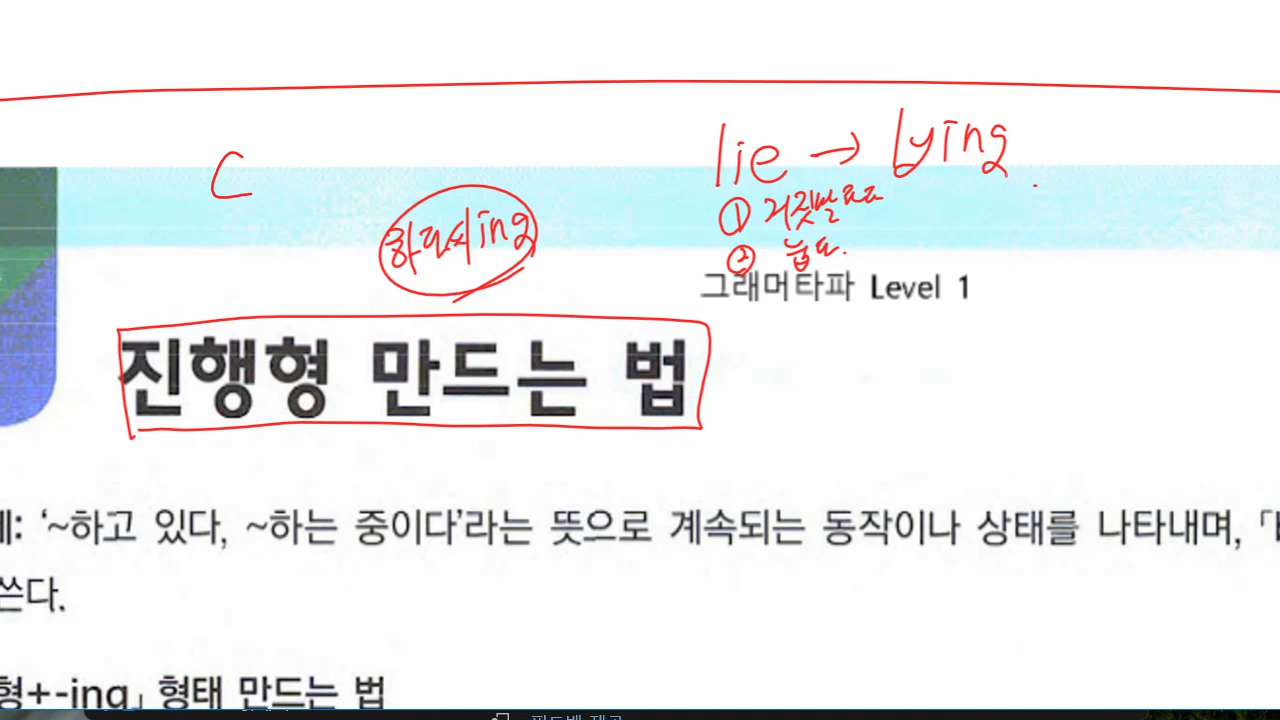 lie → lying
C
① 거짓말
하다씨ing
② 눕다.
그래머타파 Level 1
진행형 만드는 법
예: ‘~하고 있다, ~하는 중이다’라는 뜻으로 계속되는 동작이나 상태를 나타내며, 「
쓴다.
형+-ing」 형태 만드는 법